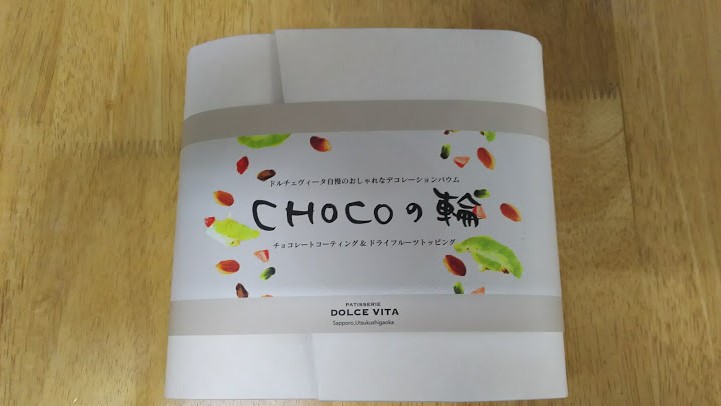 ドルチェヴィータ自慢のおしゃれなデコレーションバウム
CHOCOの輪
チョコレートコーティング＆ドライフルーツトッピング
PATISSERIE
DOLCE VITA
Sapporo,Utsukushigaoka